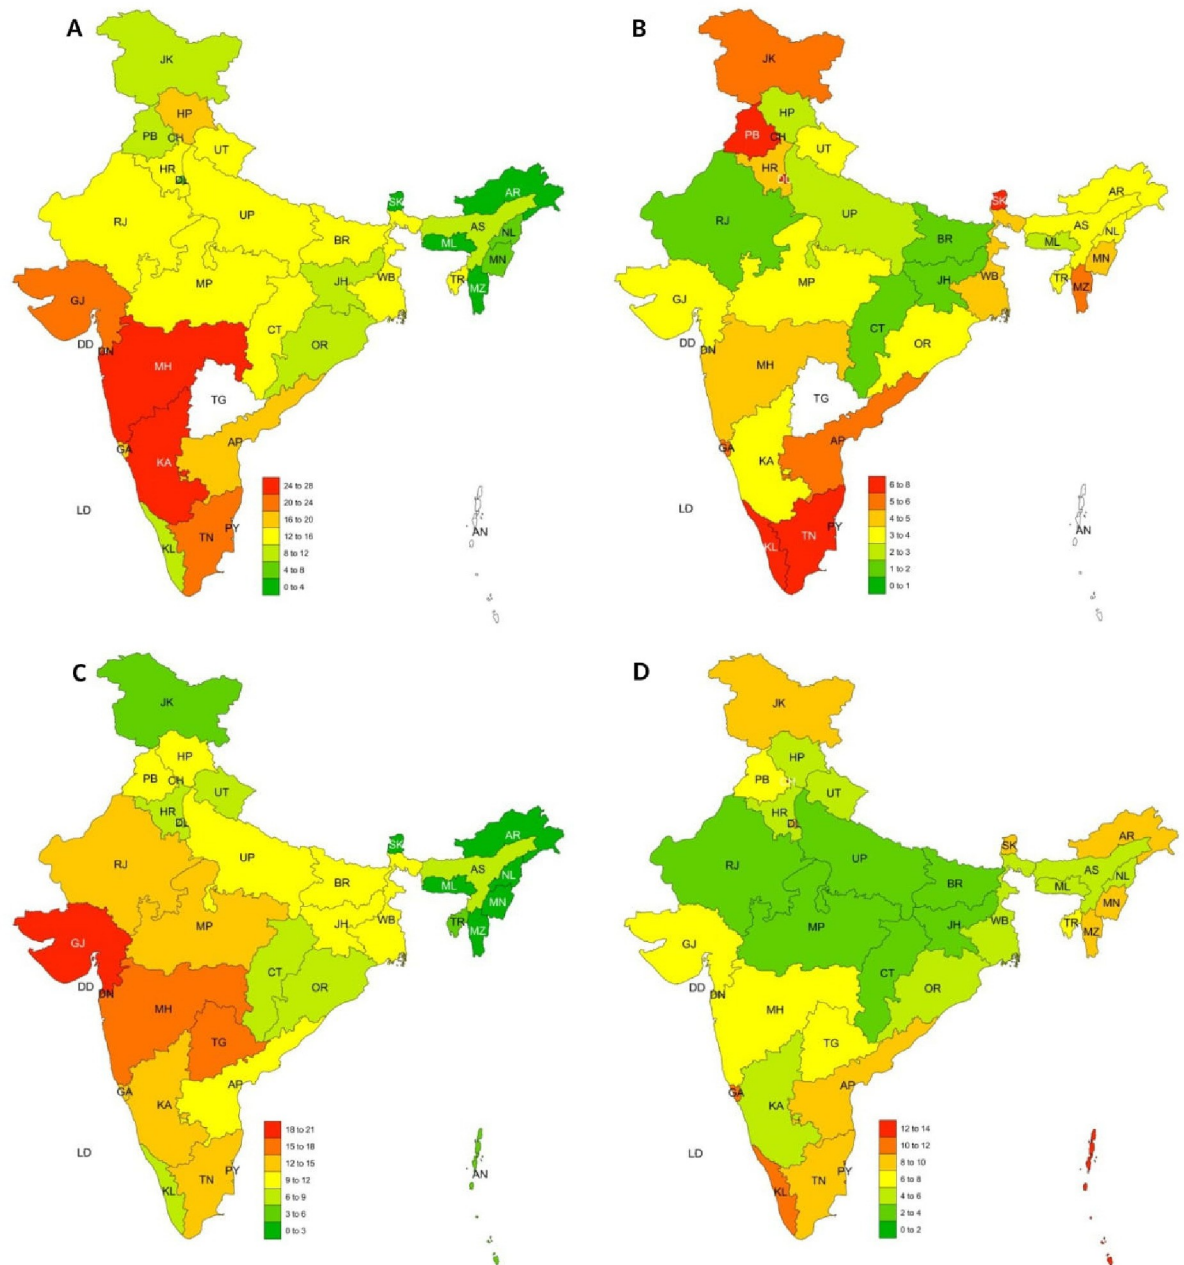 A
JK
HP
PB
CH
UT
HR
DL
RJ
UP
SK
AR
AS
NL
BR
ML
MN
MP
JH
WB
TR
MZ
GJ
CT
DD
DN
OR
MH
TG
GA
AP
KA
LD
KL
TN
PY
AN
24 to 28
20 to 24
16 to 20
12 to 16
8 to 12
4 to 8
0 to 4
B
JK
HP
PB
CH
UT
HR
RJ
UP
SK
AR
AS
NL
BR
ML
MN
MP
JH
WB
TR
MZ
GJ
CT
DD
DN
OR
MH
TG
GA
AP
KA
LD
KL
TN
PY
AN
6 to 8
5 to 6
4 to 5
3 to 4
2 to 3
1 to 2
0 to 1
C
JK
HP
PB
CH
UT
HR
DL
RJ
UP
SK
AR
AS
NL
BR
ML
MN
MP
JH
WB
TR
MZ
GJ
CT
DD
DN
OR
MH
TG
GA
AP
KA
LD
KL
TN
PY
AN
18 to 21
15 to 18
12 to 15
9 to 12
6 to 9
3 to 6
0 to 3
D
JK
HP
PB
CH
UT
HR
DL
RJ
UP
SK
AR
AS
NL
BR
ML
MN
MP
JH
WB
TR
MZ
GJ
CT
DD
DN
OR
MH
TG
GA
AP
KA
LD
KL
TN
PY
12 to 14
10 to 12
8 to 10
6 to 8
4 to 6
2 to 4
0 to 2